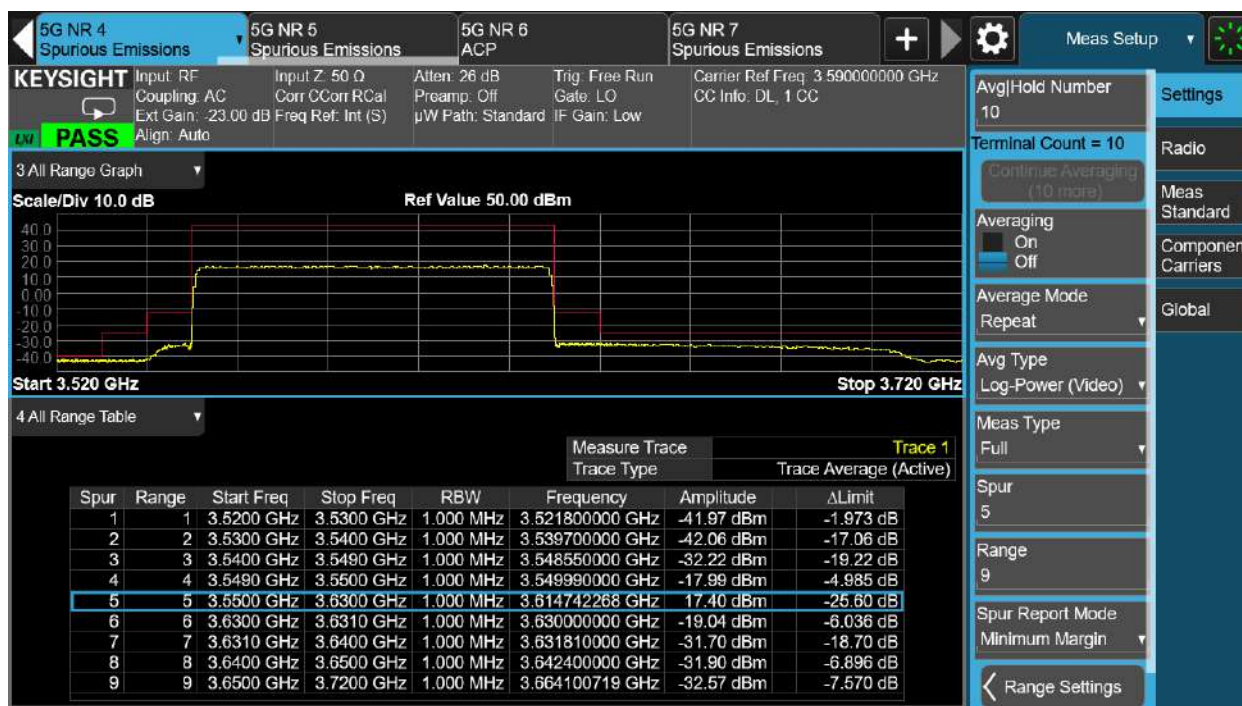 5G NR 4
Spurious Emissions
5G NR 5
Spurious Emissions
5G NR 6
ACP
5G NR 7
Spurious Emissions
+
Meas Setup
KEYSIGHT
PASS
Input: RF
Coupling: AC
Ext Gain: -23.00 dB
Align: Auto
Input Z: 50 Ω
Corr CCorr RCal
Freq Ref: Int (S)
Atten: 26 dB
Preamp: Off
µW Path: Standard
Trig: Free Run
Gate: LO
IF Gain: Low
Carrier Ref Freq: 3.590000000 GHz
CC Info: DL, 1 CC
3 All Range Graph
Scale/Div 10.0 dB
Ref Value 50.00 dBm
40.0
30.0
20.0
10.0
0.00
-10.0
-20.0
-30.0
-40.0
Start 3.520 GHz
Stop 3.720 GHz
4 All Range Table
Measure Trace Trace 1
Trace Type Trace Average (Active)
Spur Range Start Freq Stop Freq RBW Frequency Amplitude ΔLimit
1 1 3.5200 GHz 3.5300 GHz 1.000 MHz 3.521800000 GHz -41.97 dBm -1.973 dB
2 2 3.5300 GHz 3.5400 GHz 1.000 MHz 3.539700000 GHz -42.06 dBm -17.06 dB
3 3 3.5400 GHz 3.5490 GHz 1.000 MHz 3.548550000 GHz -32.22 dBm -19.22 dB
4 4 3.5490 GHz 3.5500 GHz 1.000 MHz 3.549990000 GHz -17.99 dBm -4.985 dB
5 5 3.5500 GHz 3.6300 GHz 1.000 MHz 3.614742268 GHz 17.40 dBm -25.60 dB
6 6 3.6300 GHz 3.6310 GHz 1.000 MHz 3.630000000 GHz -19.04 dBm -6.036 dB
7 7 3.6310 GHz 3.6400 GHz 1.000 MHz 3.631810000 GHz -31.70 dBm -18.70 dB
8 8 3.6400 GHz 3.6500 GHz 1.000 MHz 3.642400000 GHz -31.90 dBm -6.896 dB
9 9 3.6500 GHz 3.7200 GHz 1.000 MHz 3.664100719 GHz -32.57 dBm -7.570 dB
Avg|Hold Number
10
Terminal Count = 10
Continue Averaging
(10 more)
Averaging
On
Off
Average Mode
Repeat
Avg Type
Log-Power (Video)
Meas Type
Full
Spur
5
Range
9
Spur Report Mode
Minimum Margin
Range Settings
Settings
Radio
Meas
Standard
Componen
Carriers
Global